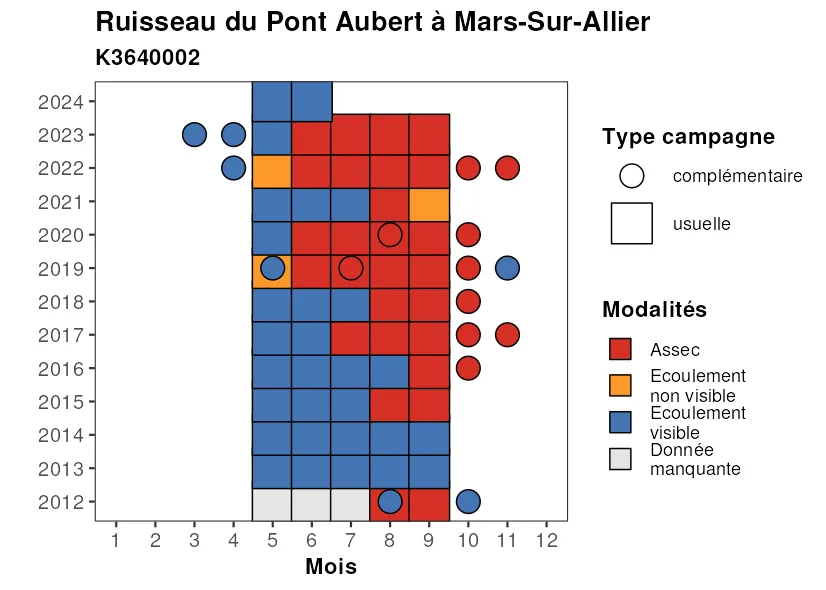 Ruisseau du Pont Aubert à Mars-Sur-Allier
K3640002
2024
2023
2022
2021
2020
2019
2018
2017
2016
2015
2014
2013
2012
1 2 3 4 5 6 7 8 9 10 11 12
Mois
Type campagne
complémentaire
usuelle
Modalités
Assec
Ecoulement
non visible
Ecoulement
visible
Donnée
manquante